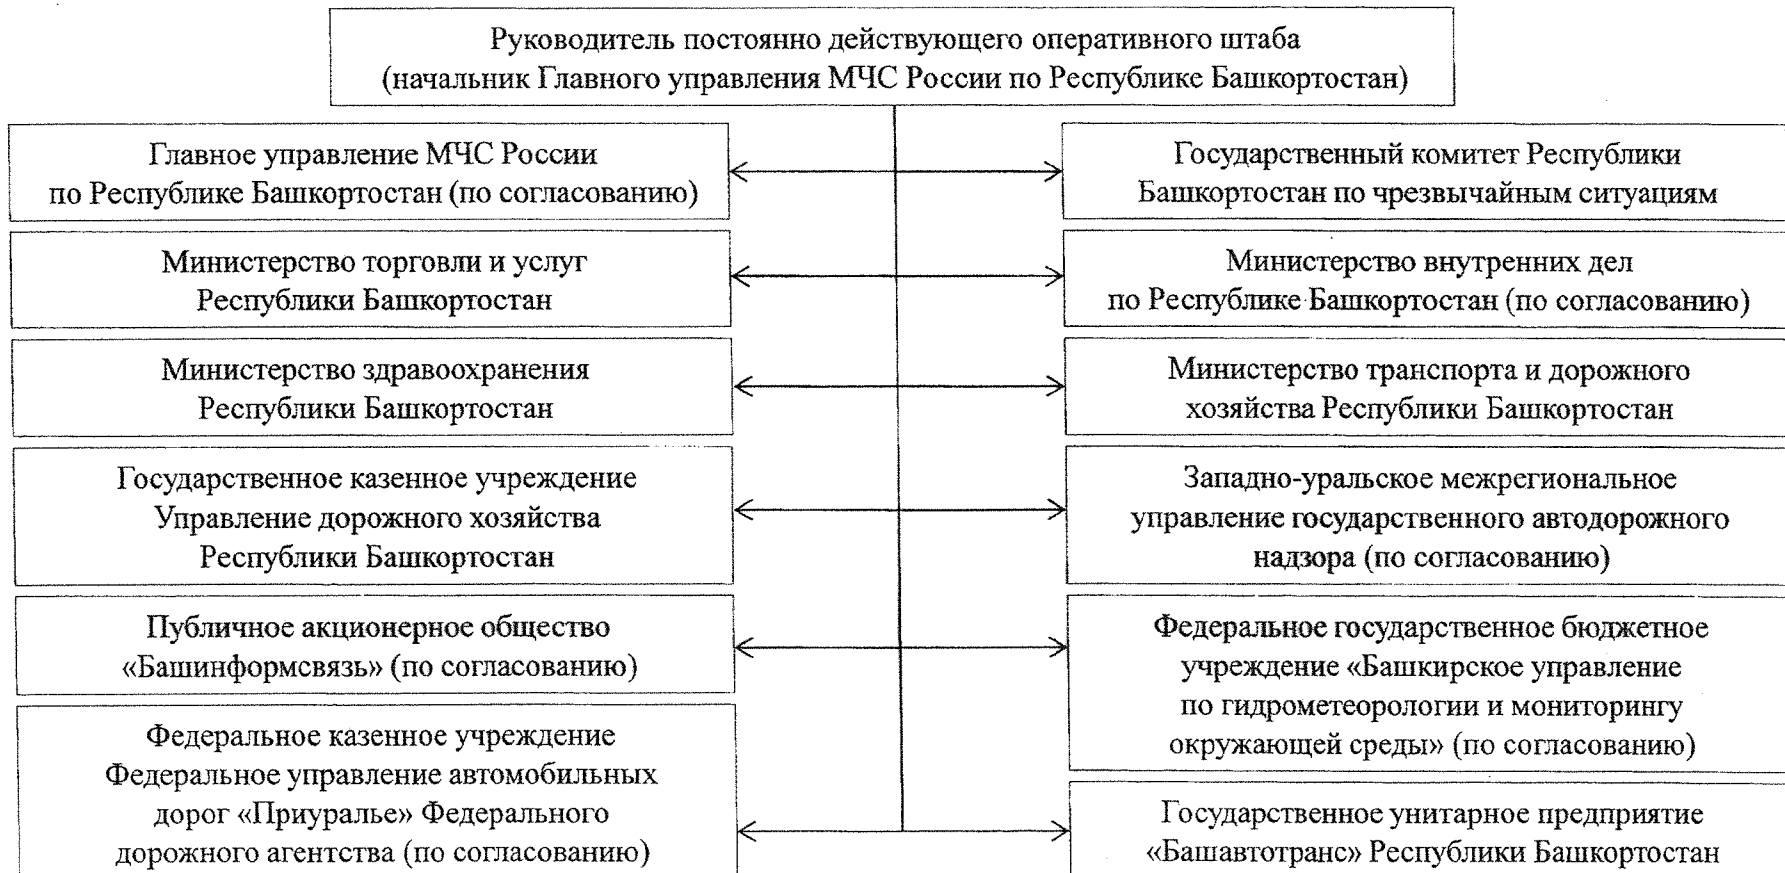 Руководитель постоянно действующего оперативного штаба
(начальник Главного управления МЧС России по Республике Башкортостан)
Главное управление МЧС России
по Республике Башкортостан (по согласованию)
Государственный комитет Республики
Башкортостан по чрезвычайным ситуациям
Министерство торговли и услуг
Республики Башкортостан
Министерство внутренних дел
по Республике Башкортостан (по согласованию)
Министерство здравоохранения
Республики Башкортостан
Министерство транспорта и дорожного
хозяйства Республики Башкортостан
Государственное казенное учреждение
Управление дорожного хозяйства
Республики Башкортостан
Западно-уральское межрегиональное
управление государственного автодорожного
надзора (по согласованию)
Публичное акционерное общество
«Башинформсвязь» (по согласованию)
Федеральное государственное бюджетное
учреждение «Башкирское управление
по гидрометеорологии и мониторингу
окружающей среды» (по согласованию)
Федеральное казенное учреждение
Федеральное управление автомобильных
дорог «Приуралье» Федерального
дорожного агентства (по согласованию)
Государственное унитарное предприятие
«Башавтотранс» Республики Башкортостан